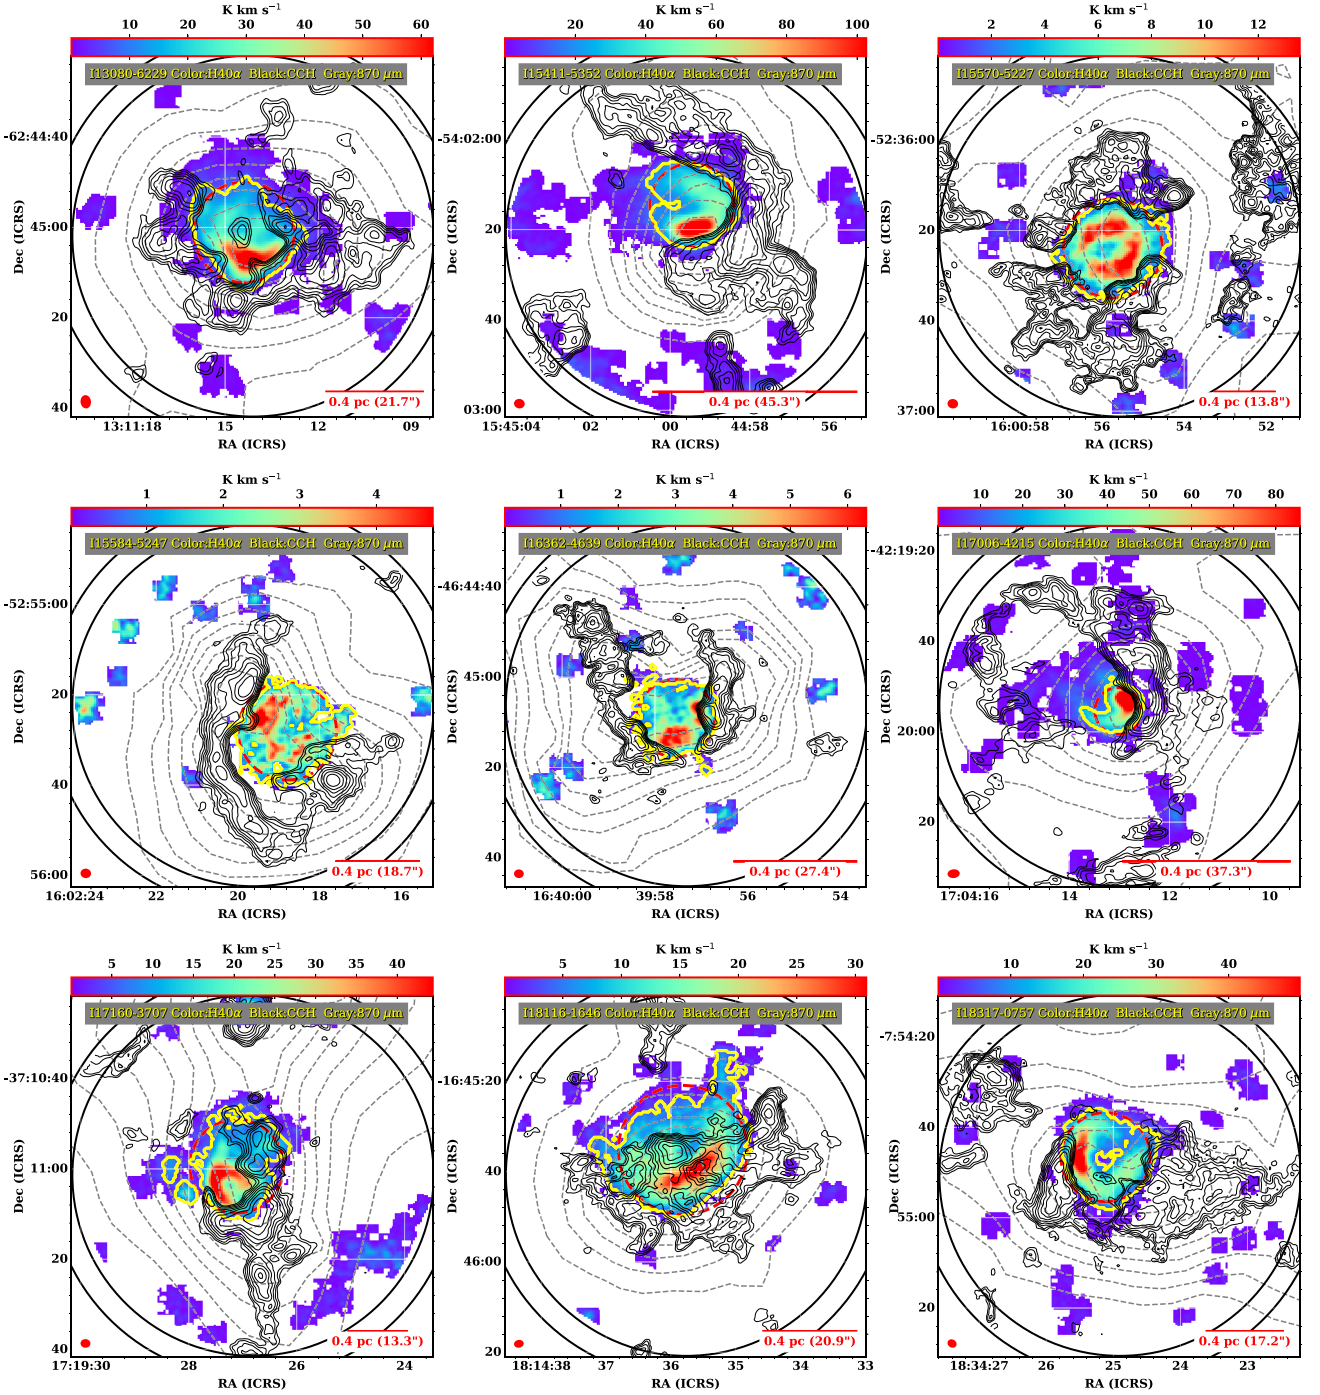 K km s⁻¹ K km s⁻¹ K km s⁻¹
10 20 30 40 50 60 20 40 60 80 100 2 4 6 8 10 12
I13080-6229 Color:H40α Black:CCH Gray:870 μm I15411-5352 Color:H40α Black:CCH Gray:870 μm I15570-5227 Color:H40α Black:CCH Gray:870 μm
-62:44:40 -54:02:00 -52:36:00
Dec (ICRS) Dec (ICRS) Dec (ICRS)
45:00 20 20
20 40 40
0.4 pc (21.7") 0.4 pc (45.3") 0.4 pc (13.8")
40 03:00 37:00
13:11:18 15 12 09 15:45:04 02 00 44:58 56 16:00:58 56 54 52
RA (ICRS) RA (ICRS) RA (ICRS)
K km s⁻¹ K km s⁻¹ K km s⁻¹
1 2 3 4 1 2 3 4 5 6 10 20 30 40 50 60 70 80
I15584-5247 Color:H40α Black:CCH Gray:870 μm I16362-4639 Color:H40α Black:CCH Gray:870 μm I17006-4215 Color:H40α Black:CCH Gray:870 μm
-52:55:00 -46:44:40 -42:19:20
Dec (ICRS) Dec (ICRS) Dec (ICRS)
20 45:00 40
40 20 20:00
56:00 40 20
0.4 pc (18.7") 0.4 pc (27.4") 0.4 pc (37.3")
16:02:24 22 20 18 16 16:40:00 39:58 56 54 17:04:16 14 12 10
RA (ICRS) RA (ICRS) RA (ICRS)
K km s⁻¹ K km s⁻¹ K km s⁻¹
5 10 15 20 25 30 35 40 5 10 15 20 25 30 10 20 30 40
I17160-3707 Color:H40α Black:CCH Gray:870 μm I18116-1646 Color:H40α Black:CCH Gray:870 μm I18317-0757 Color:H40α Black:CCH Gray:870 μm
-37:10:40 -16:45:20 -7:54:20
Dec (ICRS) Dec (ICRS) Dec (ICRS)
11:00 40 40
20 46:00 55:00
40 20 20
0.4 pc (13.3") 0.4 pc (20.9") 0.4 pc (17.2")
17:19:30 28 26 24 18:14:38 37 36 35 34 33 18:34:27 26 25 24 23
RA (ICRS) RA (ICRS) RA (ICRS)